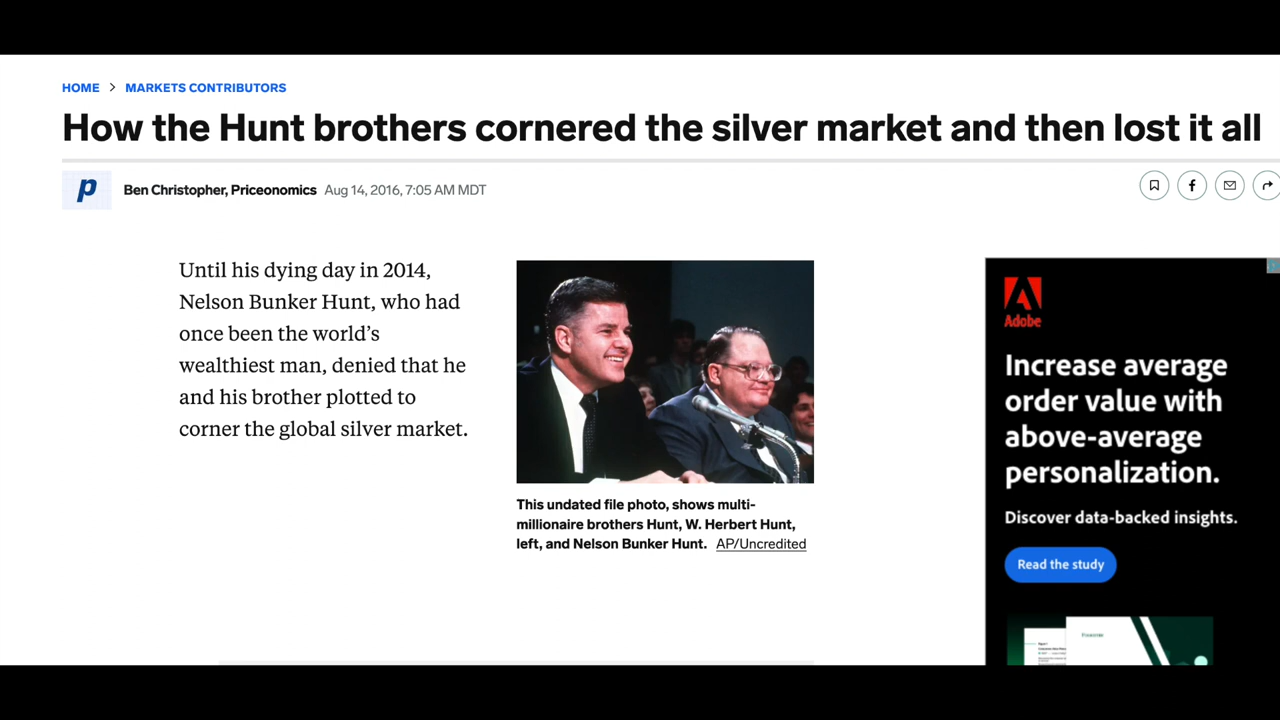 HOME > MARKETS CONTRIBUTORS
How the Hunt brothers cornered the silver market and then lost it all
p
Ben Christopher, Priceonomics Aug 14, 2016, 7:05 AM MDT
f
Until his dying day in 2014,
Nelson Bunker Hunt, who had
once been the world’s
wealthiest man, denied that he
and his brother plotted to
corner the global silver market.
This undated file photo, shows multi-
millionaire brothers Hunt, W. Herbert Hunt,
left, and Nelson Bunker Hunt. AP/Uncredited
Adobe
Increase average
order value with
above-average
personalization.
Discover data-backed insights.
Read the study